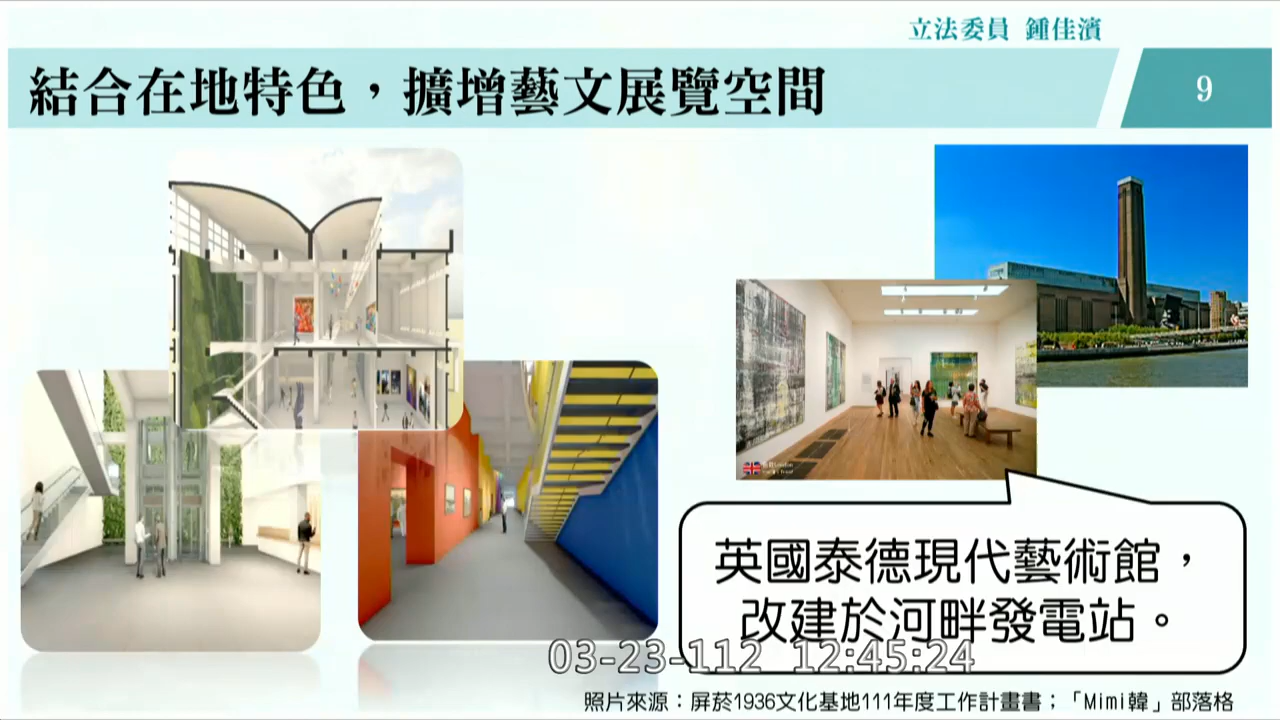 立法委員 鍾佳濱
結合在地特色，擴增藝文展覽空間
9
英國泰德現代藝術館，
改建於河畔發電站。
03-23-112 12:45:24
照片來源：屏菸1936文化基地111年度工作計畫書；「Mimi韓」部落格